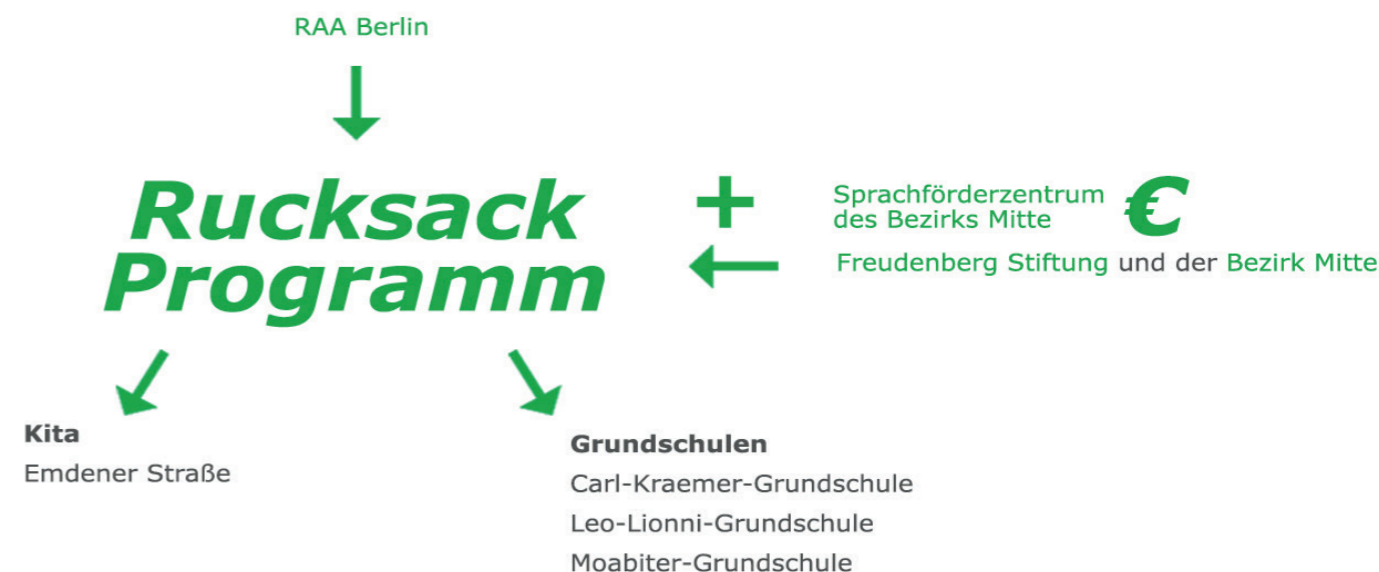 RAA Berlin
Rucksack
Programm
+
Sprachförderzentrum
des Bezirks Mitte
€
Freudenberg Stiftung und der Bezirk Mitte
Kita
Emdener Straße
Grundschulen
Carl-Kraemer-Grundschule
Leo-Lionni-Grundschule
Moabiter-Grundschule